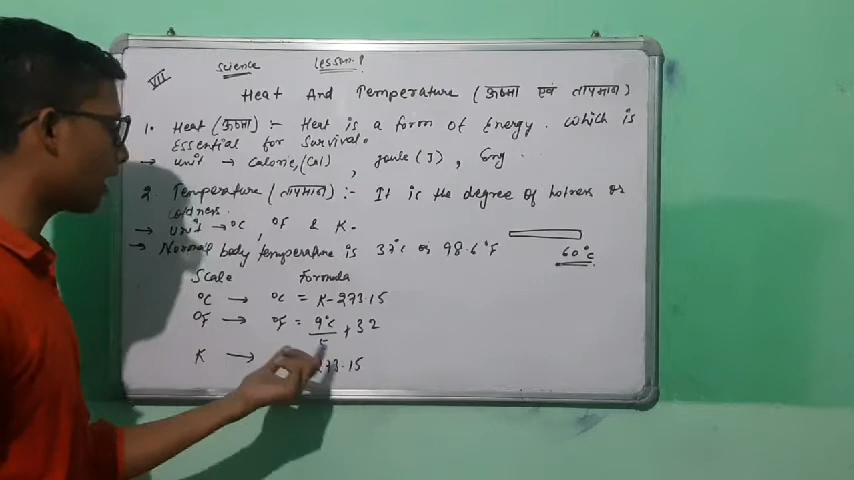 VII Science Lesson-1
Heat And Temperature (ऊष्मा एवं तापमान)
1. Heat (ऊष्मा) :- Heat is a form of Energy. which is
Essential for Survival.
→ unit → Calorie, (Cal), joule (J),
2. Temperature (तापमान) :- It is the degree of hotness or
coldness.
→ unit → °C, °F & K.
→ Normal body temperature is 37°C or 98.6°F
60°C
Scale Formula
°C → °C = K - 273.15
°F → °F = 9°C/5 + 32
K → 273.15